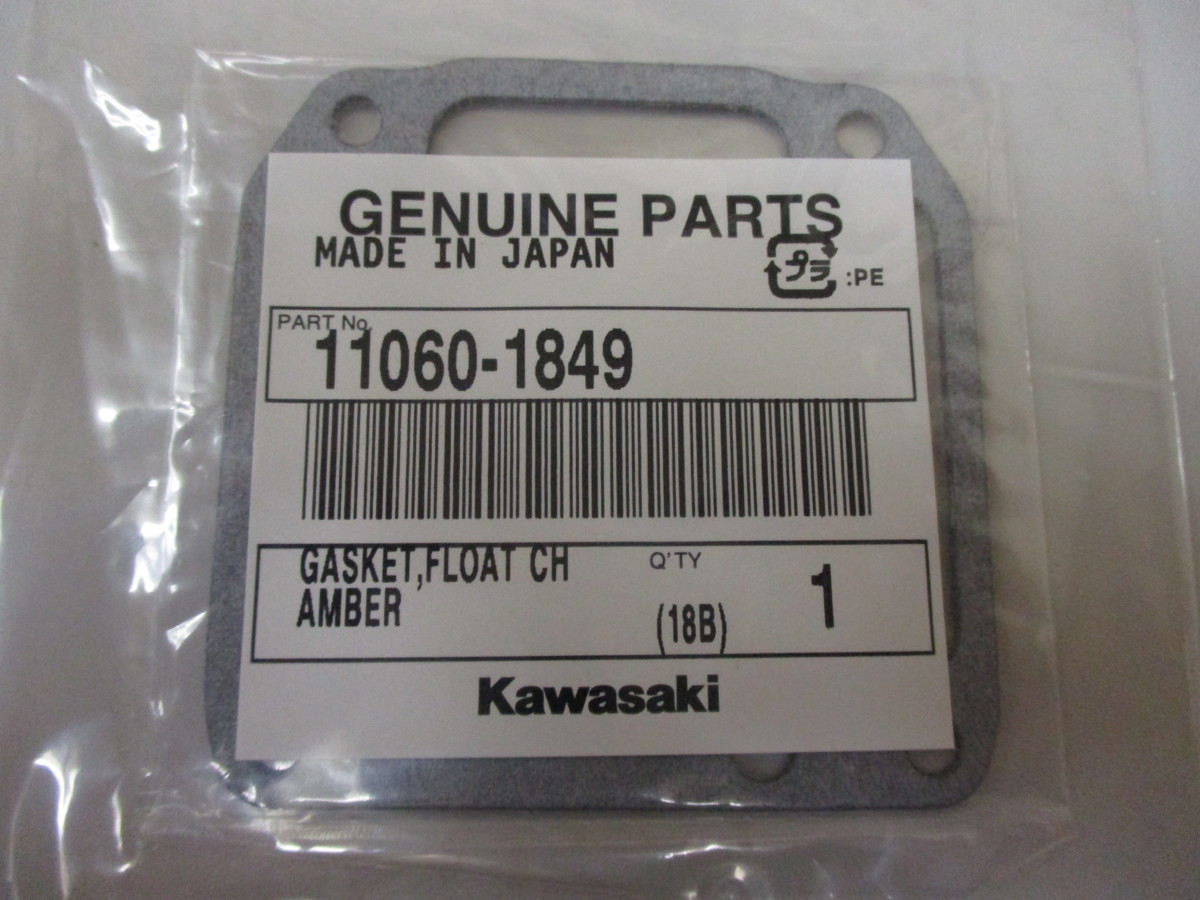 GENUINE PARTS
MADE IN JAPAN
プラ :PE
PART No.
11060-1849
GASKET,FLOAT CH
AMBER
Q'TY
(18B)
1
Kawasaki